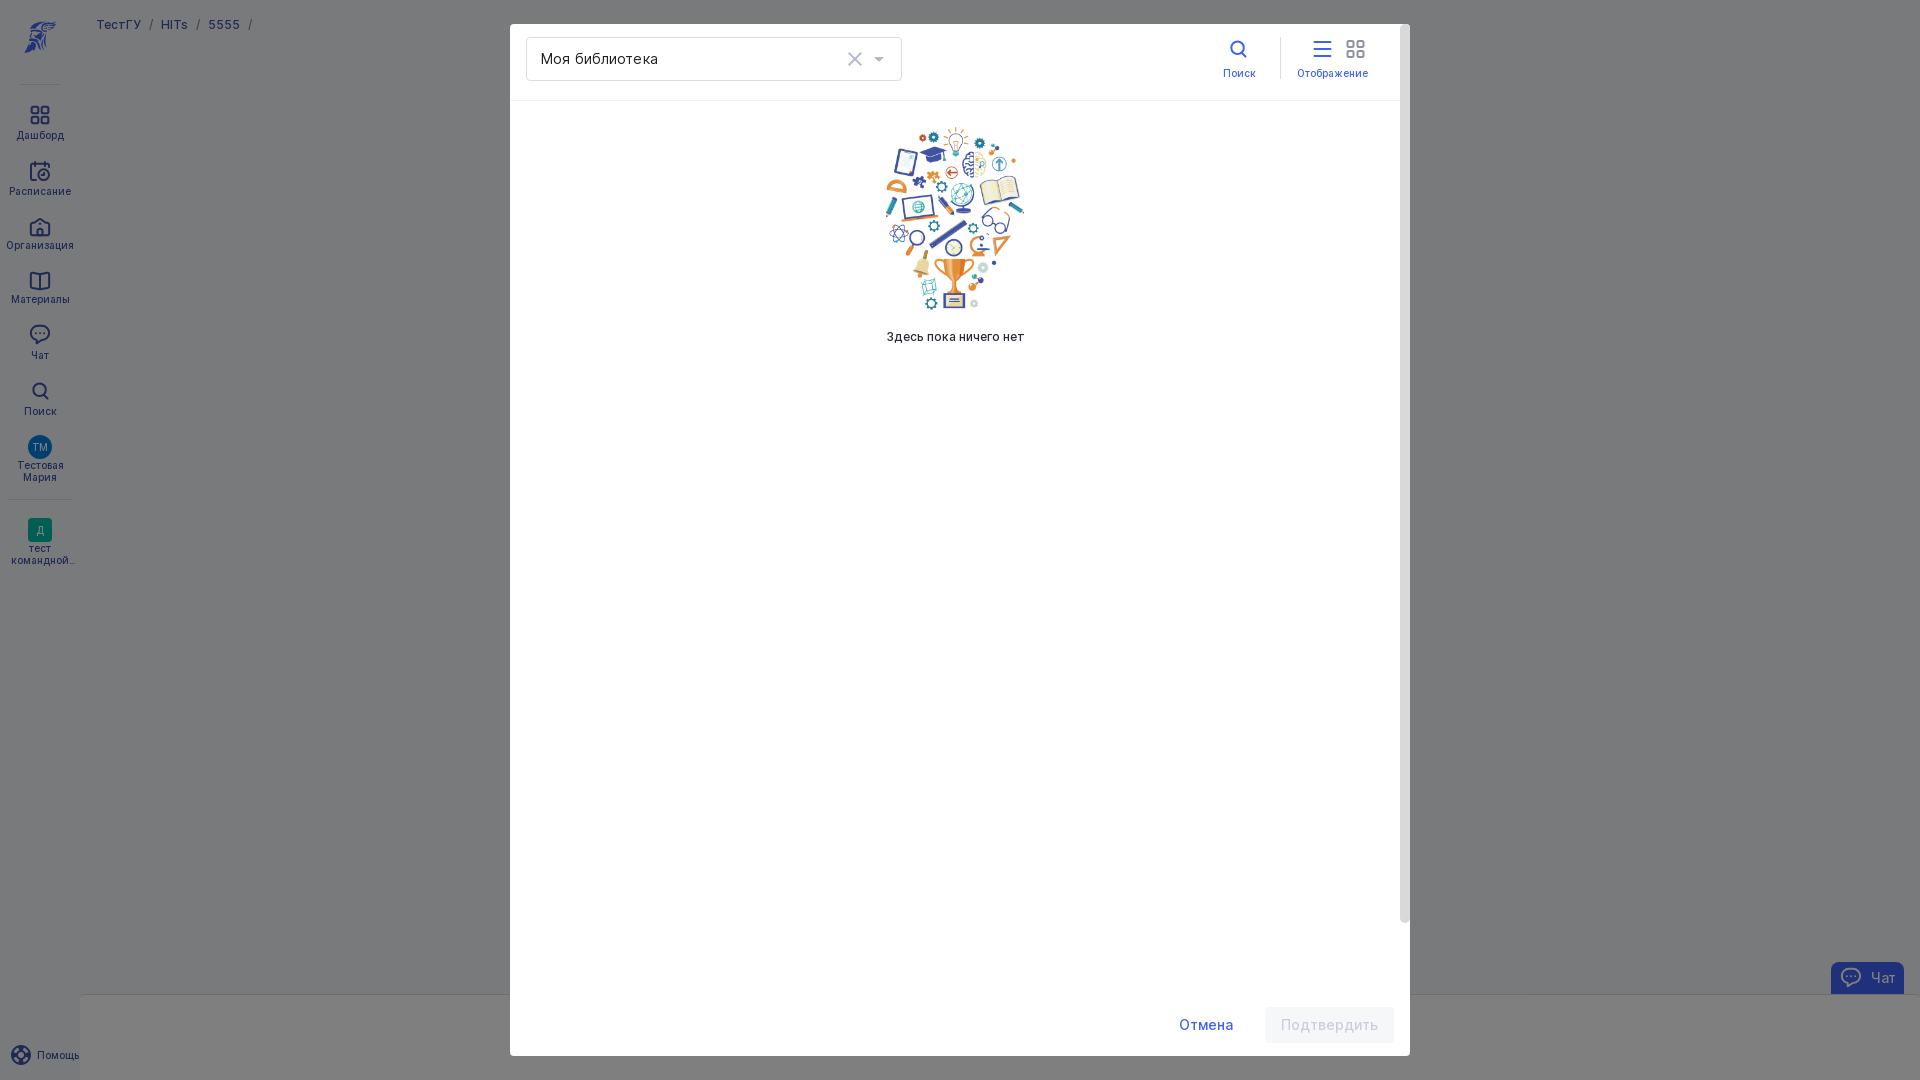 ТестГУ / HITs / 5555 /
Дашборд
Расписание
Организация
Материалы
Чат
Поиск
ТМ
Тестовая
Мария
Д
тест
командной...
Помощь
Моя библиотека
Поиск
Отображение
Здесь пока ничего нет
Чат
Отмена
Подтвердить